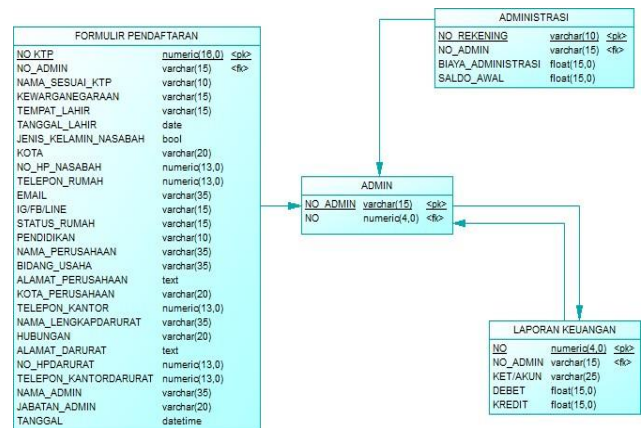 FORMULIR PENDAFTARAN
NO KTP numeric(16,0) <pk>
NO_ADMIN varchar(15) <fk>
NAMA_SESUAI_KTP varchar(10)
KEWARGANEGARAAN varchar(15)
TEMPAT_LAHIR varchar(15)
TANGGAL_LAHIR date
JENIS_KELAMIN_NASABAH bool
KOTA varchar(20)
NO_HP_NASABAH numeric(13,0)
TELEPON_RUMAH numeric(13,0)
EMAIL varchar(35)
IG/FB/LINE varchar(15)
STATUS_RUMAH varchar(15)
PENDIDIKAN varchar(10)
NAMA_PERUSAHAAN varchar(35)
BIDANG_USAHA varchar(35)
ALAMAT_PERUSAHAAN text
KOTA_PERUSAHAAN varchar(20)
TELEPON_KANTOR numeric(13,0)
NAMA_LENGKAPDARURAT varchar(35)
HUBUNGAN varchar(20)
ALAMAT_DARURAT text
NO_HPDARURAT numeric(13,0)
TELEPON_KANTORDARURAT numeric(13,0)
NAMA_ADMIN varchar(35)
JABATAN_ADMIN varchar(20)
TANGGAL datetime
ADMINISTRASI
NO_REKENING varchar(10) <pk>
NO_ADMIN varchar(15) <fk>
BIAYA_ADMINISTRASI float(15,0)
SALDO_AWAL float(15,0)
ADMIN
NO_ADMIN varchar(15) <pk>
NO numeric(4,0) <fk>
LAPORAN KEUANGAN
NO numeric(4,0) <pk>
NO_ADMIN varchar(15) <fk>
KET/AKUN varchar(25)
DEBET float(15,0)
KREDIT float(15,0)